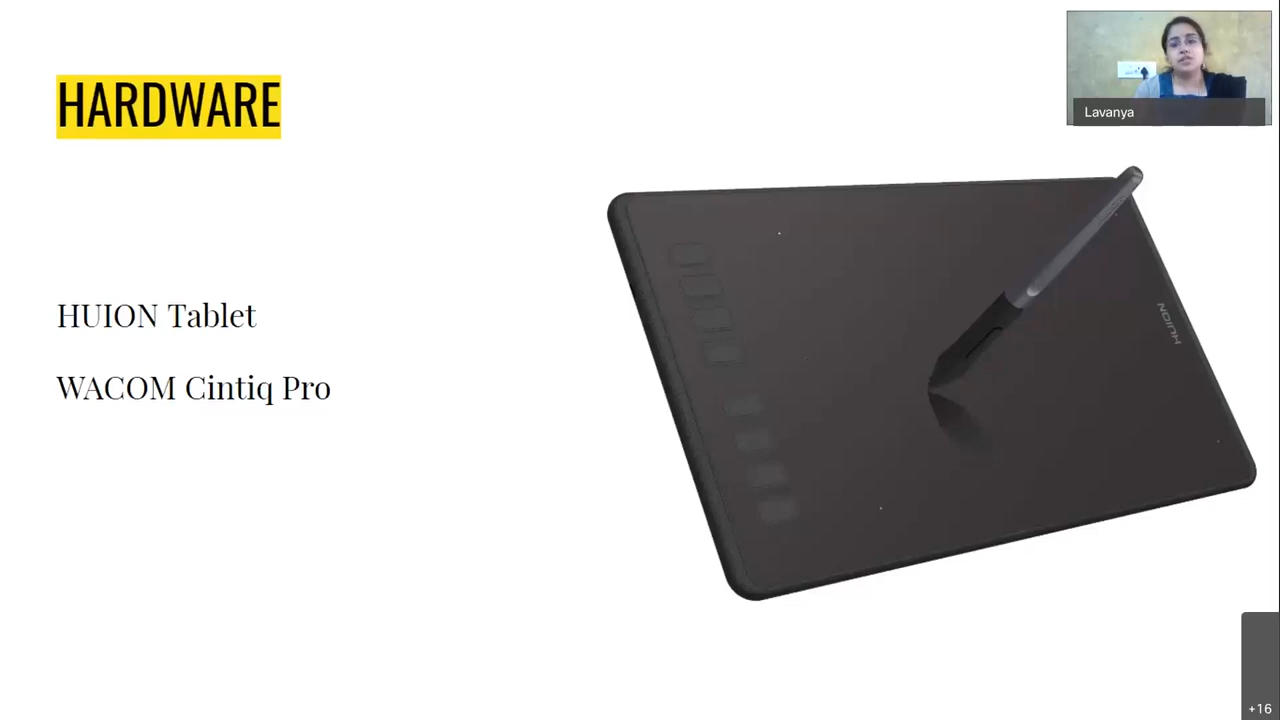 HARDWARE
Lavanya
HUION
HUION Tablet
WACOM Cintiq Pro
+16